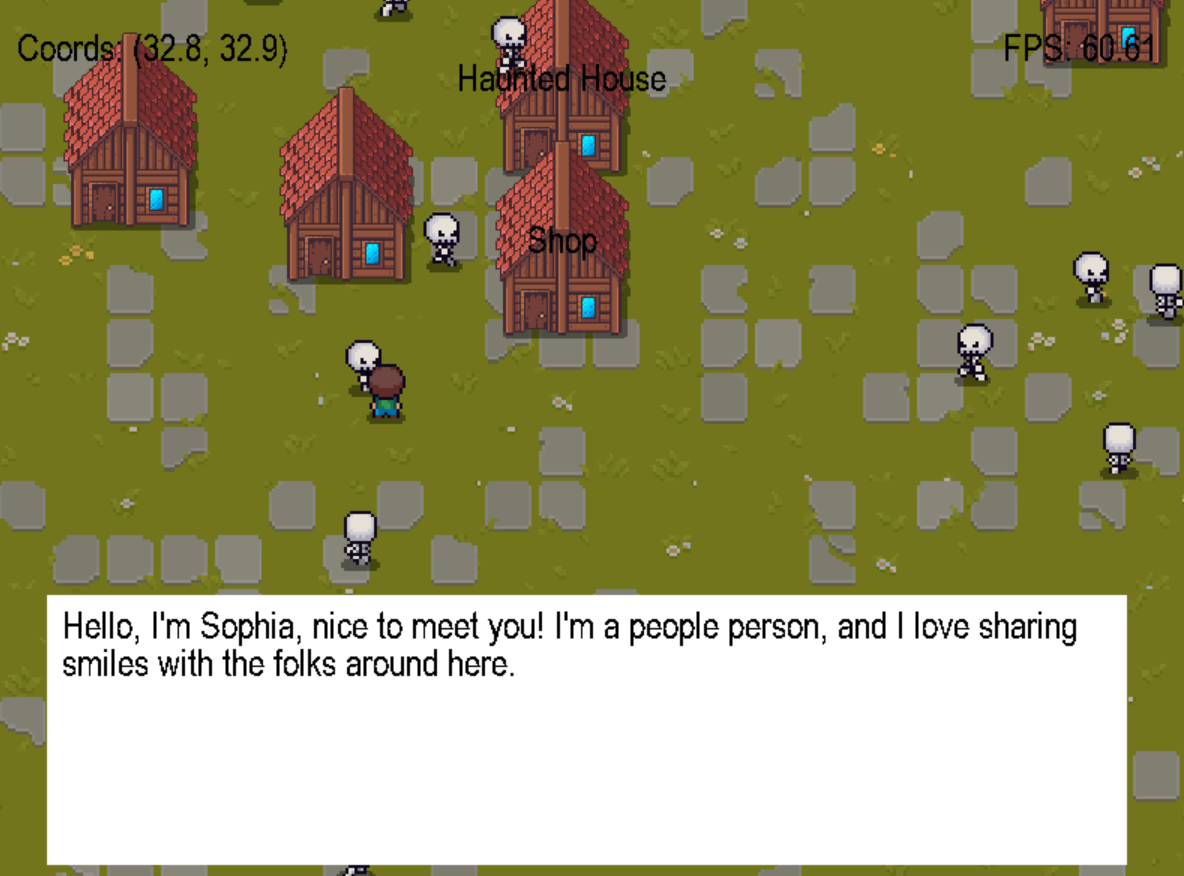 Coords: (32.8, 32.9)
FPS: 60.61
Haunted House
Shop
Hello, I'm Sophia, nice to meet you! I'm a people person, and I love sharing
smiles with the folks around here.